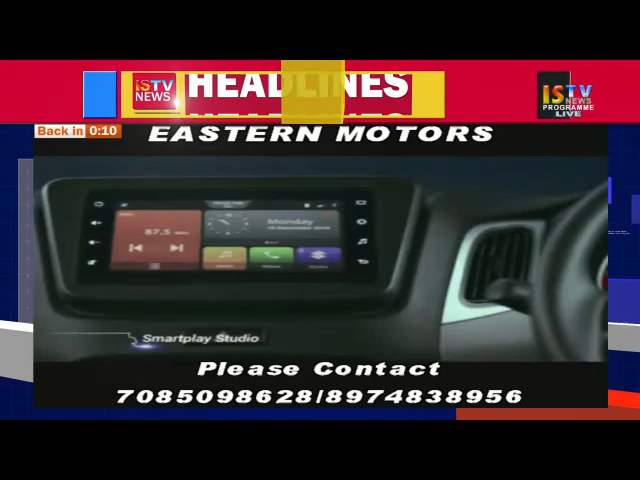 ISTV
NEWS
HEADLINES
ISTV
NEWS
PROGRAMME
LIVE
Back in 0:10
EASTERN MOTORS
87.5
Monday
Smartplay Studio
Please Contact
7085098628/8974838956